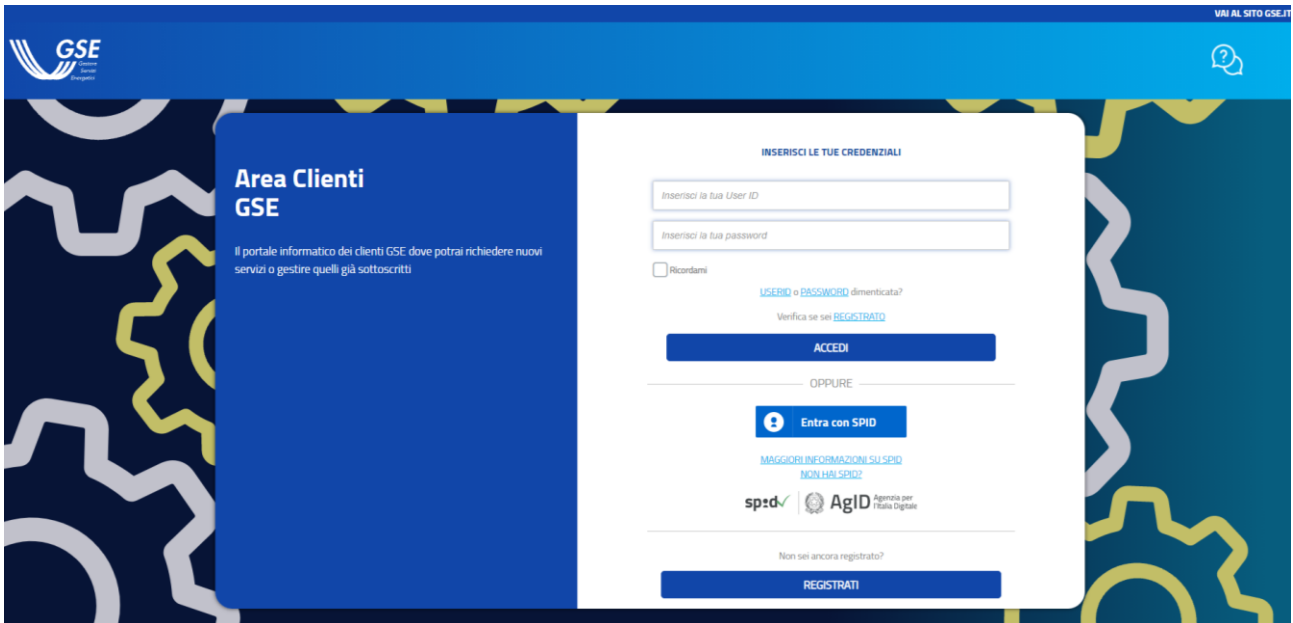 VAI AL SITO GSE.IT
GSE
Gestore
Servizi
Energetici
Area Clienti
GSE
Il portale informatico dei clienti GSE dove potrai richiedere nuovi
servizi o gestire quelli già sottoscritti
INSERISCI LE TUE CREDENZIALI
Inserisci la tua User ID
Inserisci la tua password
Ricordami
USERID o PASSWORD dimenticata?
Verifica se sei REGISTRATO
ACCEDI
OPPURE
Entra con SPID
MAGGIORI INFORMAZIONI SU SPID
NON HAI SPID?
sp:d AgID Agenzia per
l'Italia Digitale
Non sei ancora registrato?
REGISTRATI